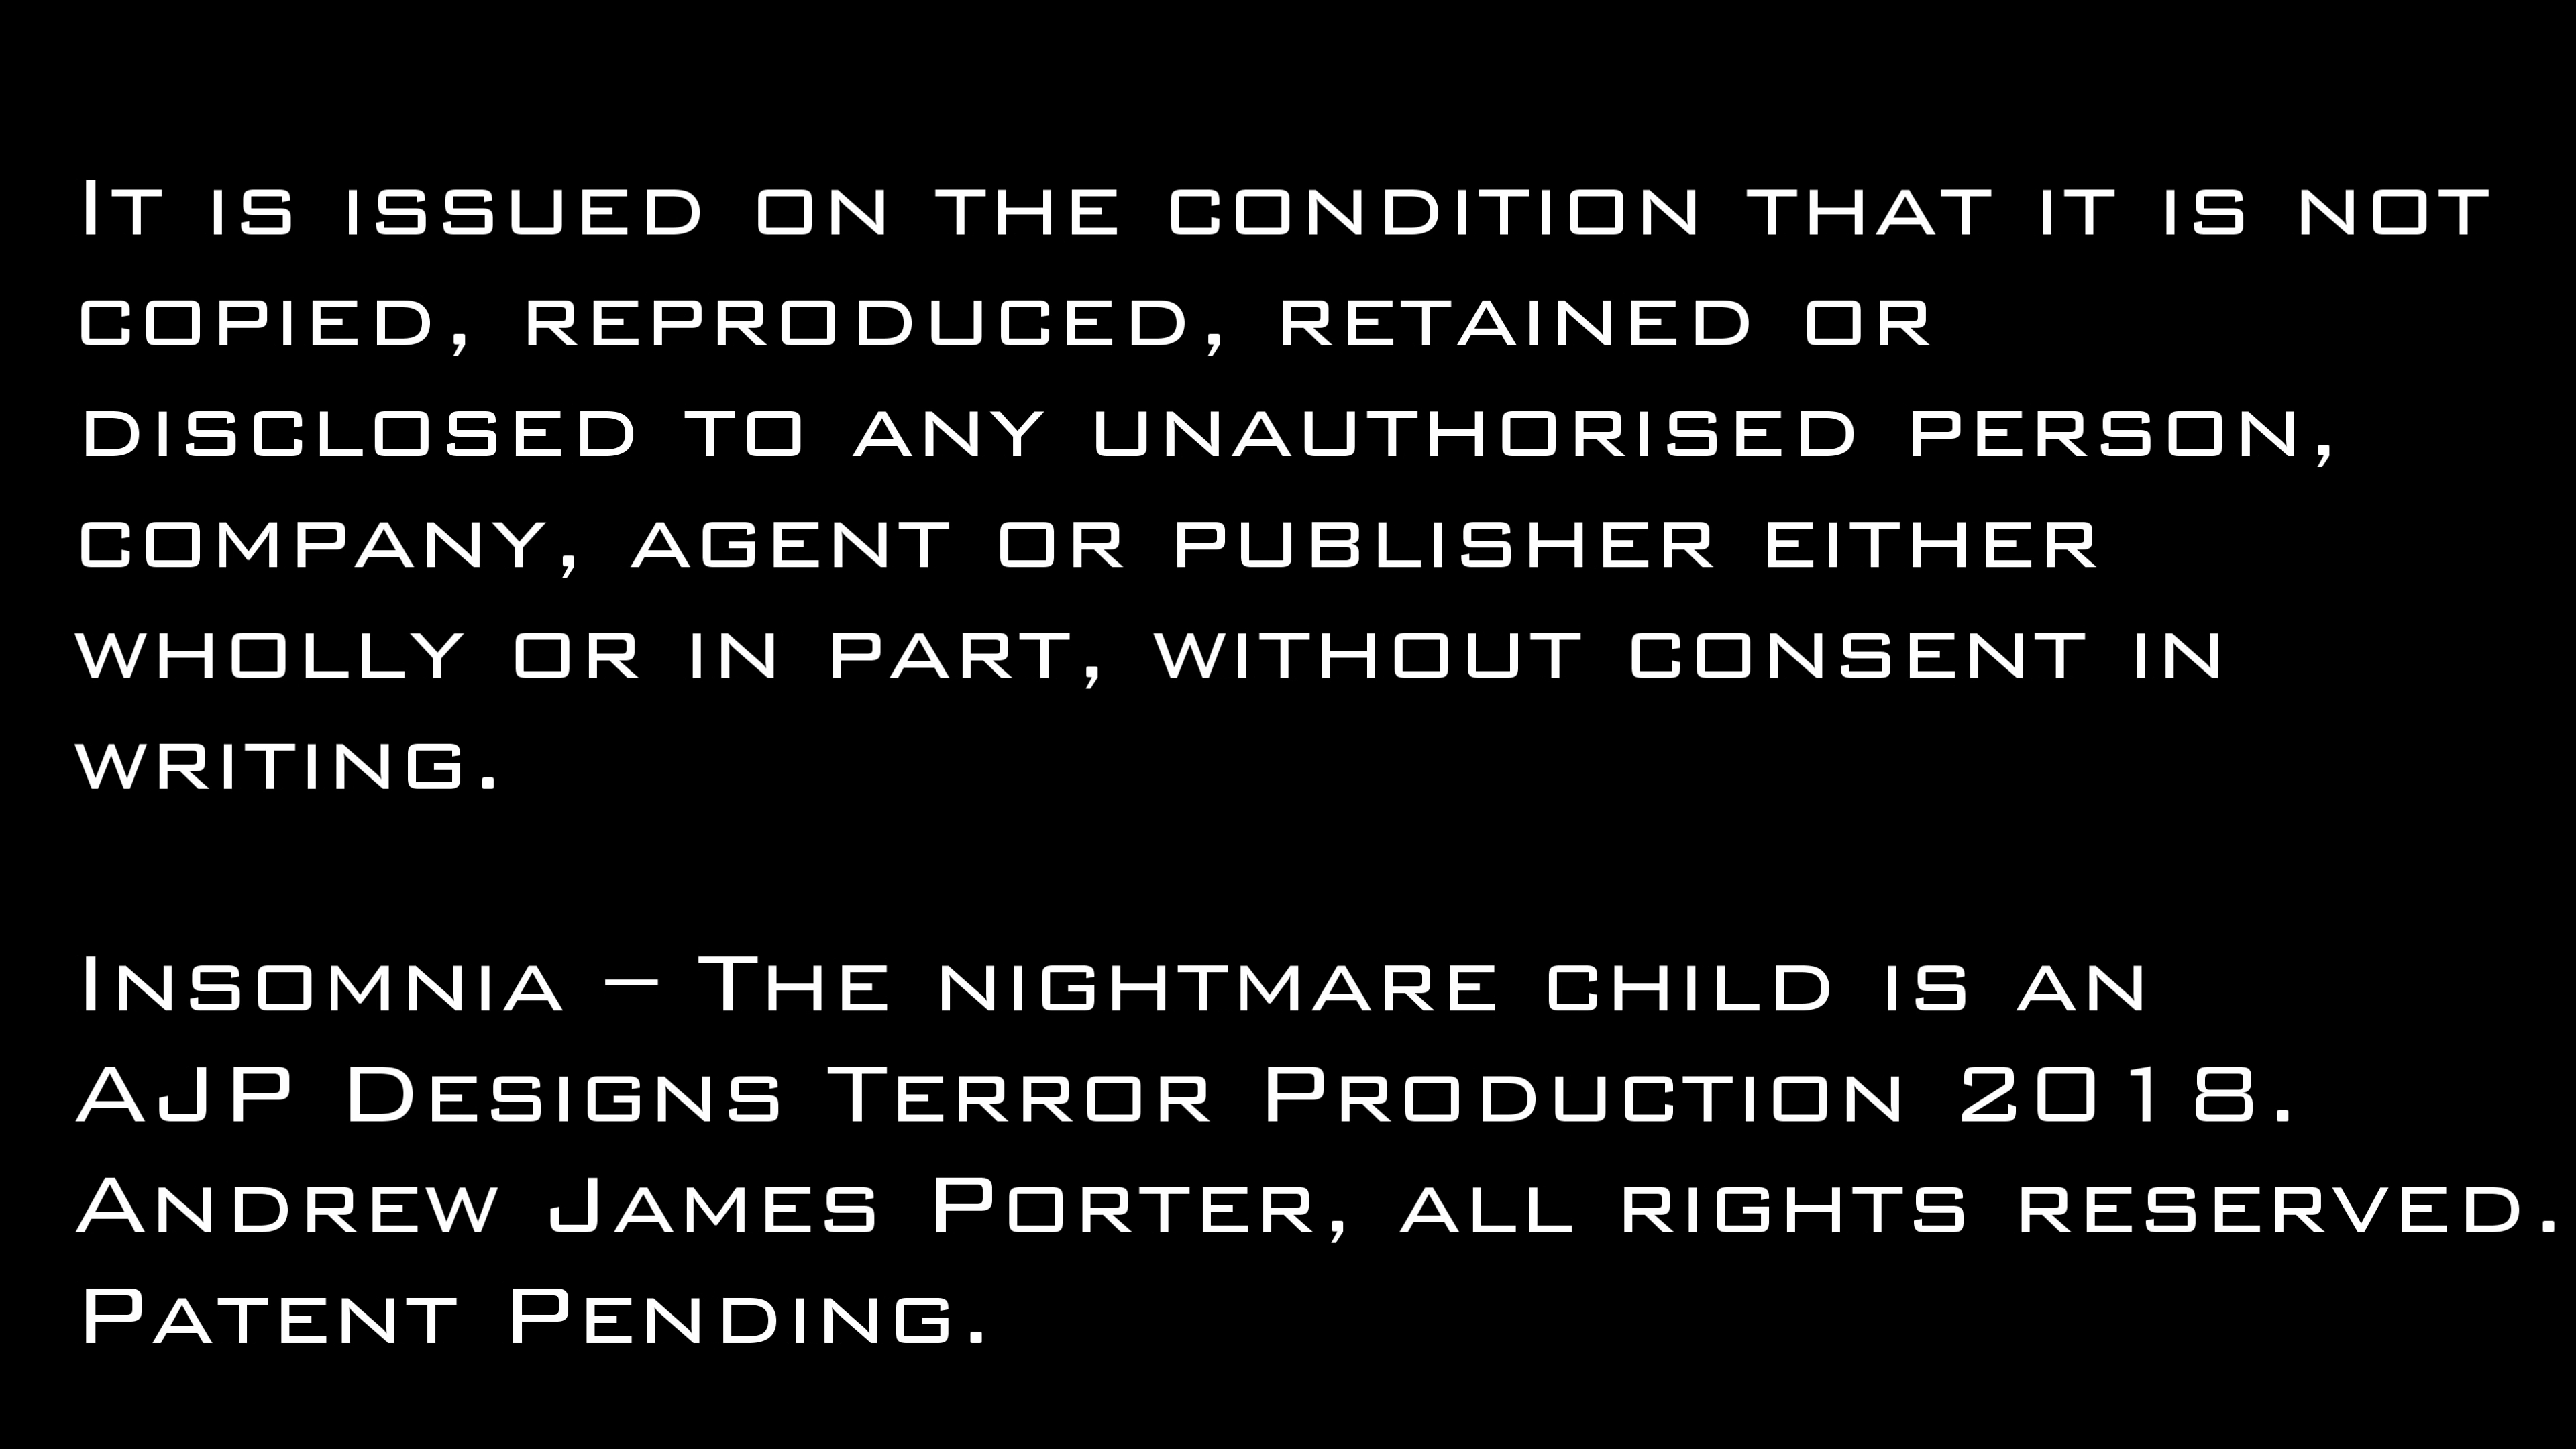 It is issued on the condition that it is not
copied, reproduced, retained or
disclosed to any unauthorised person,
company, agent or publisher either
wholly or in part, without consent in
writing.
Insomnia – The nightmare child is an
AJP Designs Terror Production 2018.
Andrew James Porter, all rights reserved.
Patent Pending.